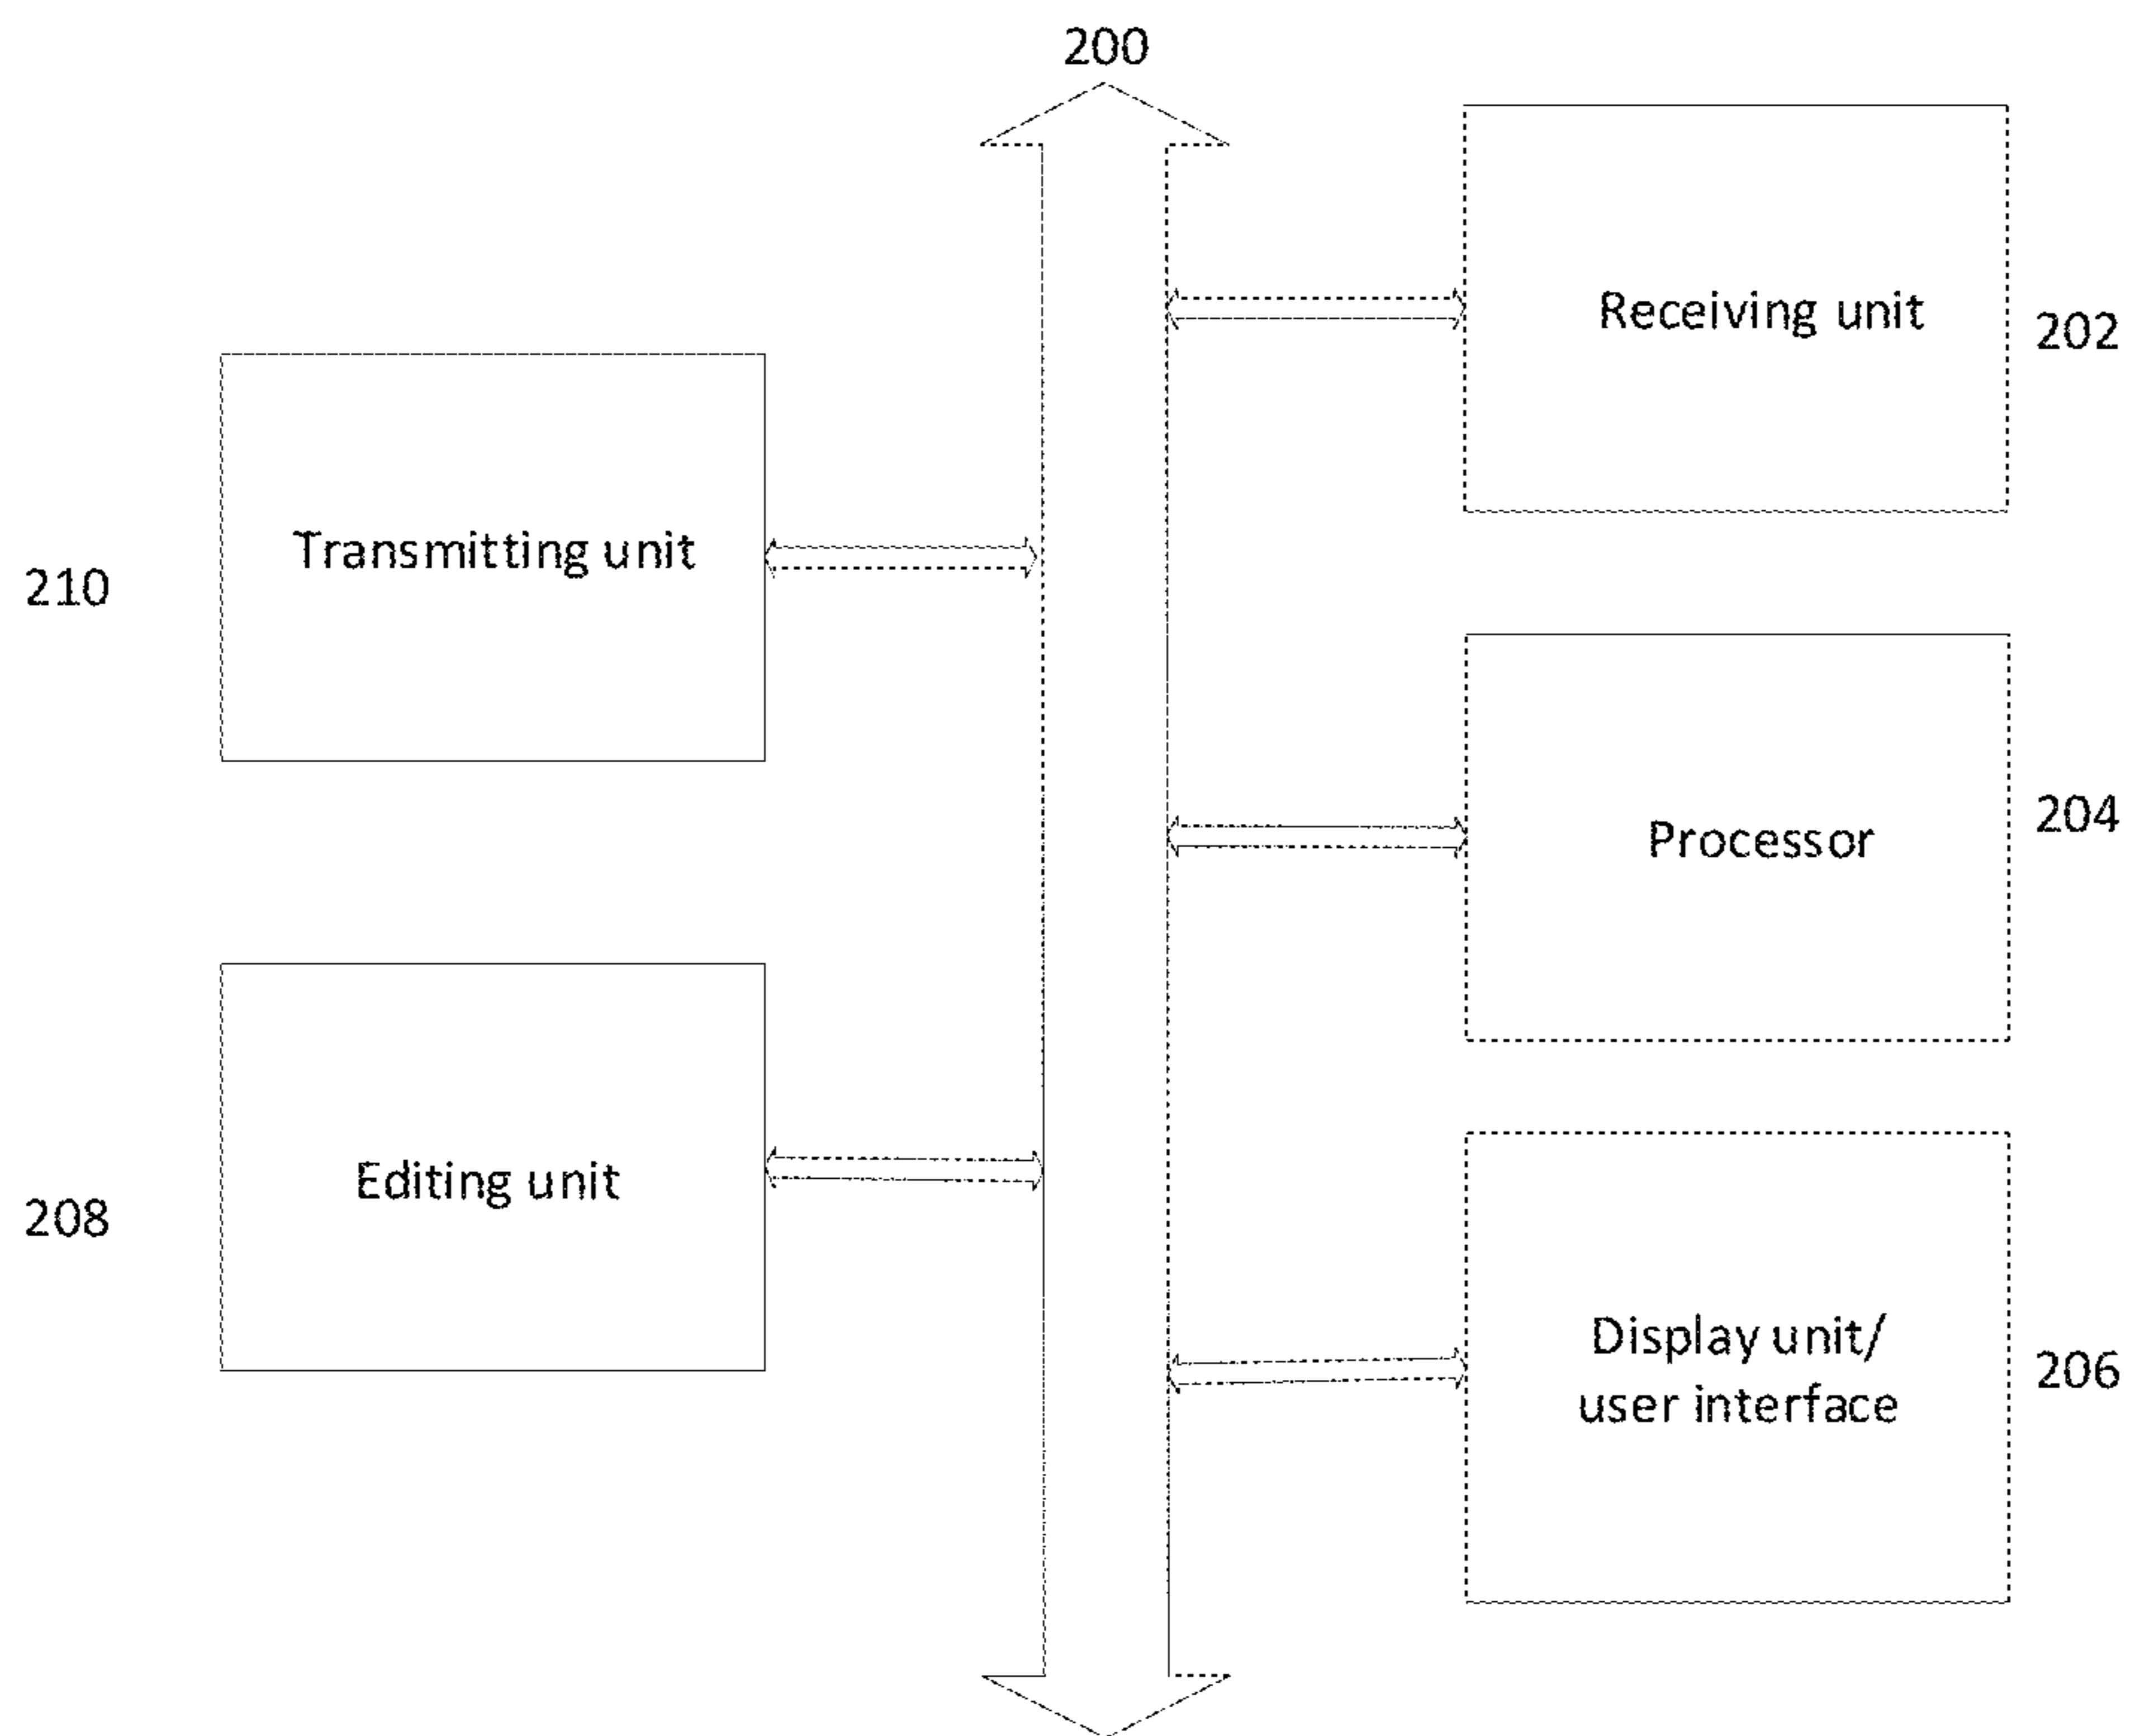 200
Receiving unit
202
Transmitting unit
210
Processor
204
Editing unit
208
Display unit/
user interface
206